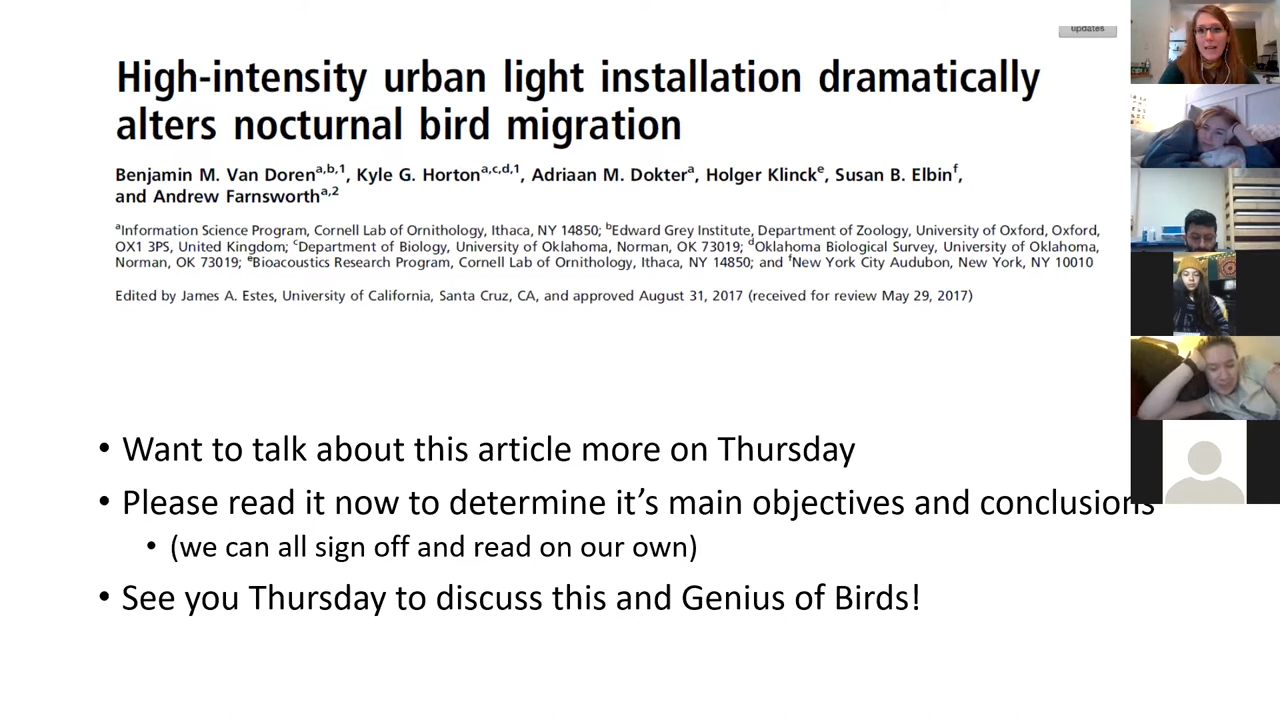 updates
High-intensity urban light installation dramatically
alters nocturnal bird migration
Benjamin M. Van Doren^a,b,1, Kyle G. Horton^a,c,d,1, Adriaan M. Dokter^a, Holger Klinck^e, Susan B. Elbin^f,
and Andrew Farnsworth^a,2
^aInformation Science Program, Cornell Lab of Ornithology, Ithaca, NY 14850; ^bEdward Grey Institute, Department of Zoology, University of Oxford, Oxford,
OX1 3PS, United Kingdom; ^cDepartment of Biology, University of Oklahoma, Norman, OK 73019; ^dOklahoma Biological Survey, University of Oklahoma,
Norman, OK 73019; ^eBioacoustics Research Program, Cornell Lab of Ornithology, Ithaca, NY 14850; and ^fNew York City Audubon, New York, NY 10010
Edited by James A. Estes, University of California, Santa Cruz, CA, and approved August 31, 2017 (received for review May 29, 2017)
• Want to talk about this article more on Thursday
• Please read it now to determine it's main objectives and conclusions
• (we can all sign off and read on our own)
• See you Thursday to discuss this and Genius of Birds!